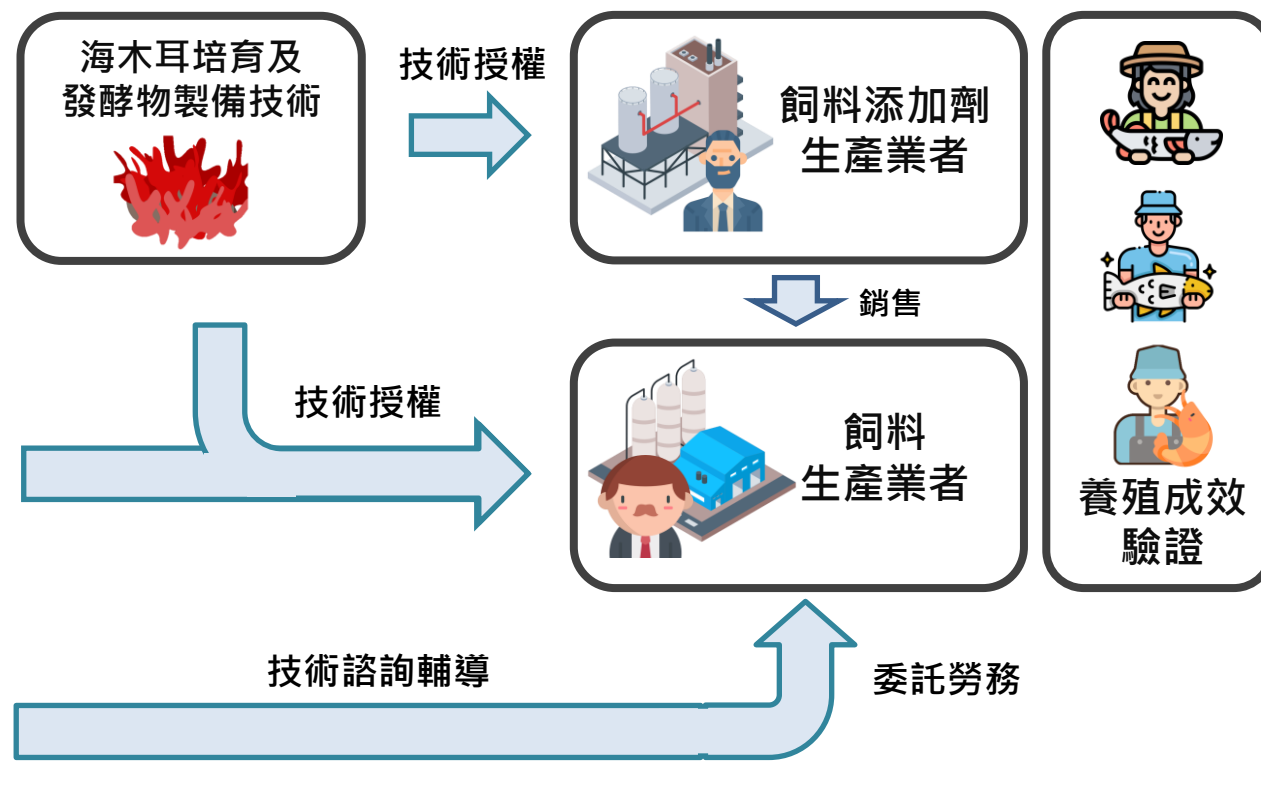 海木耳培育及
發酵物製備技術
技術授權
飼料添加劑
生產業者
銷售
技術授權
飼料
生產業者
養殖成效
驗證
技術諮詢輔導
委託勞務